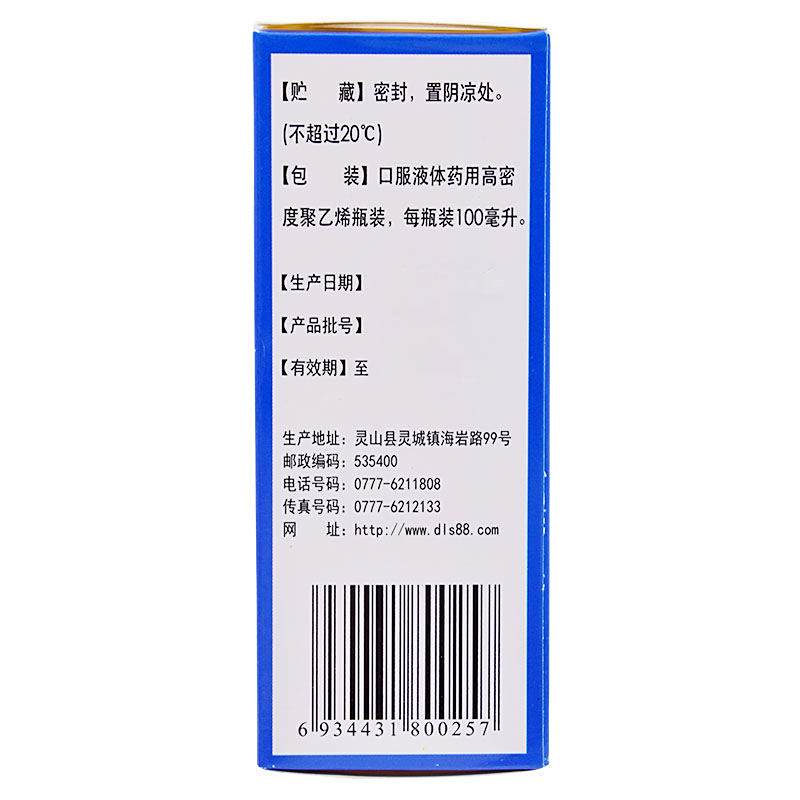 【贮　藏】密封，置阴凉处。
(不超过20℃)
【包　装】口服液体药用高密
度聚乙烯瓶装，每瓶装100毫升。
【生产日期】
【产品批号】
【有效期】至
生产地址：灵山县灵城镇海岩路99号
邮政编码：535400
电话号码：0777-6211808
传真号码：0777-6212133
网　址：http://www.dls88.com
6 934431 800257